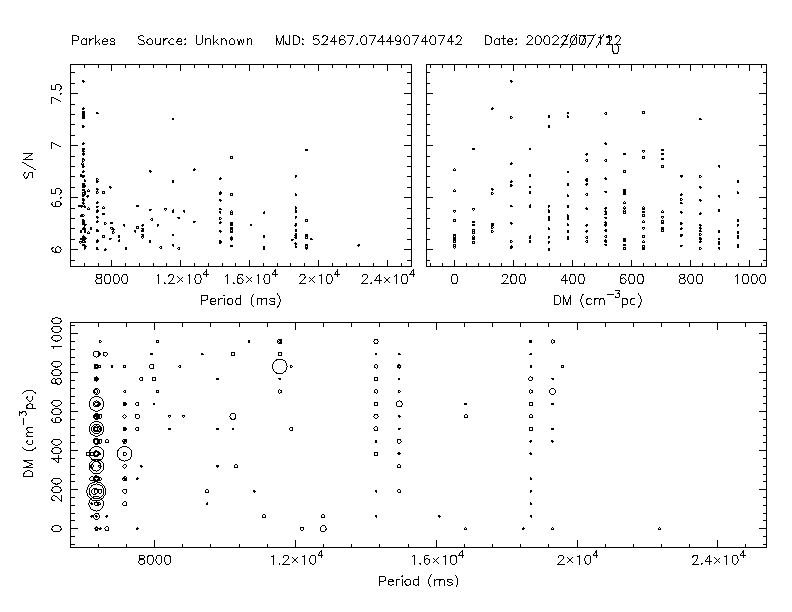 Parkes Source: Unknown MJD: 52467.074490740742 Date:
S/N
7.5
7
6.5
6
8000 1.2×10⁴ 1.6×10⁴ 2×10⁴ 2.4×10⁴
Period (ms)
0 200 400 600 800 1000
DM (cm⁻³pc)
DM (cm⁻³pc)
1000
800
600
400
200
0
8000 1.2×10⁴ 1.6×10⁴ 2×10⁴ 2.4×10⁴
Period (ms)